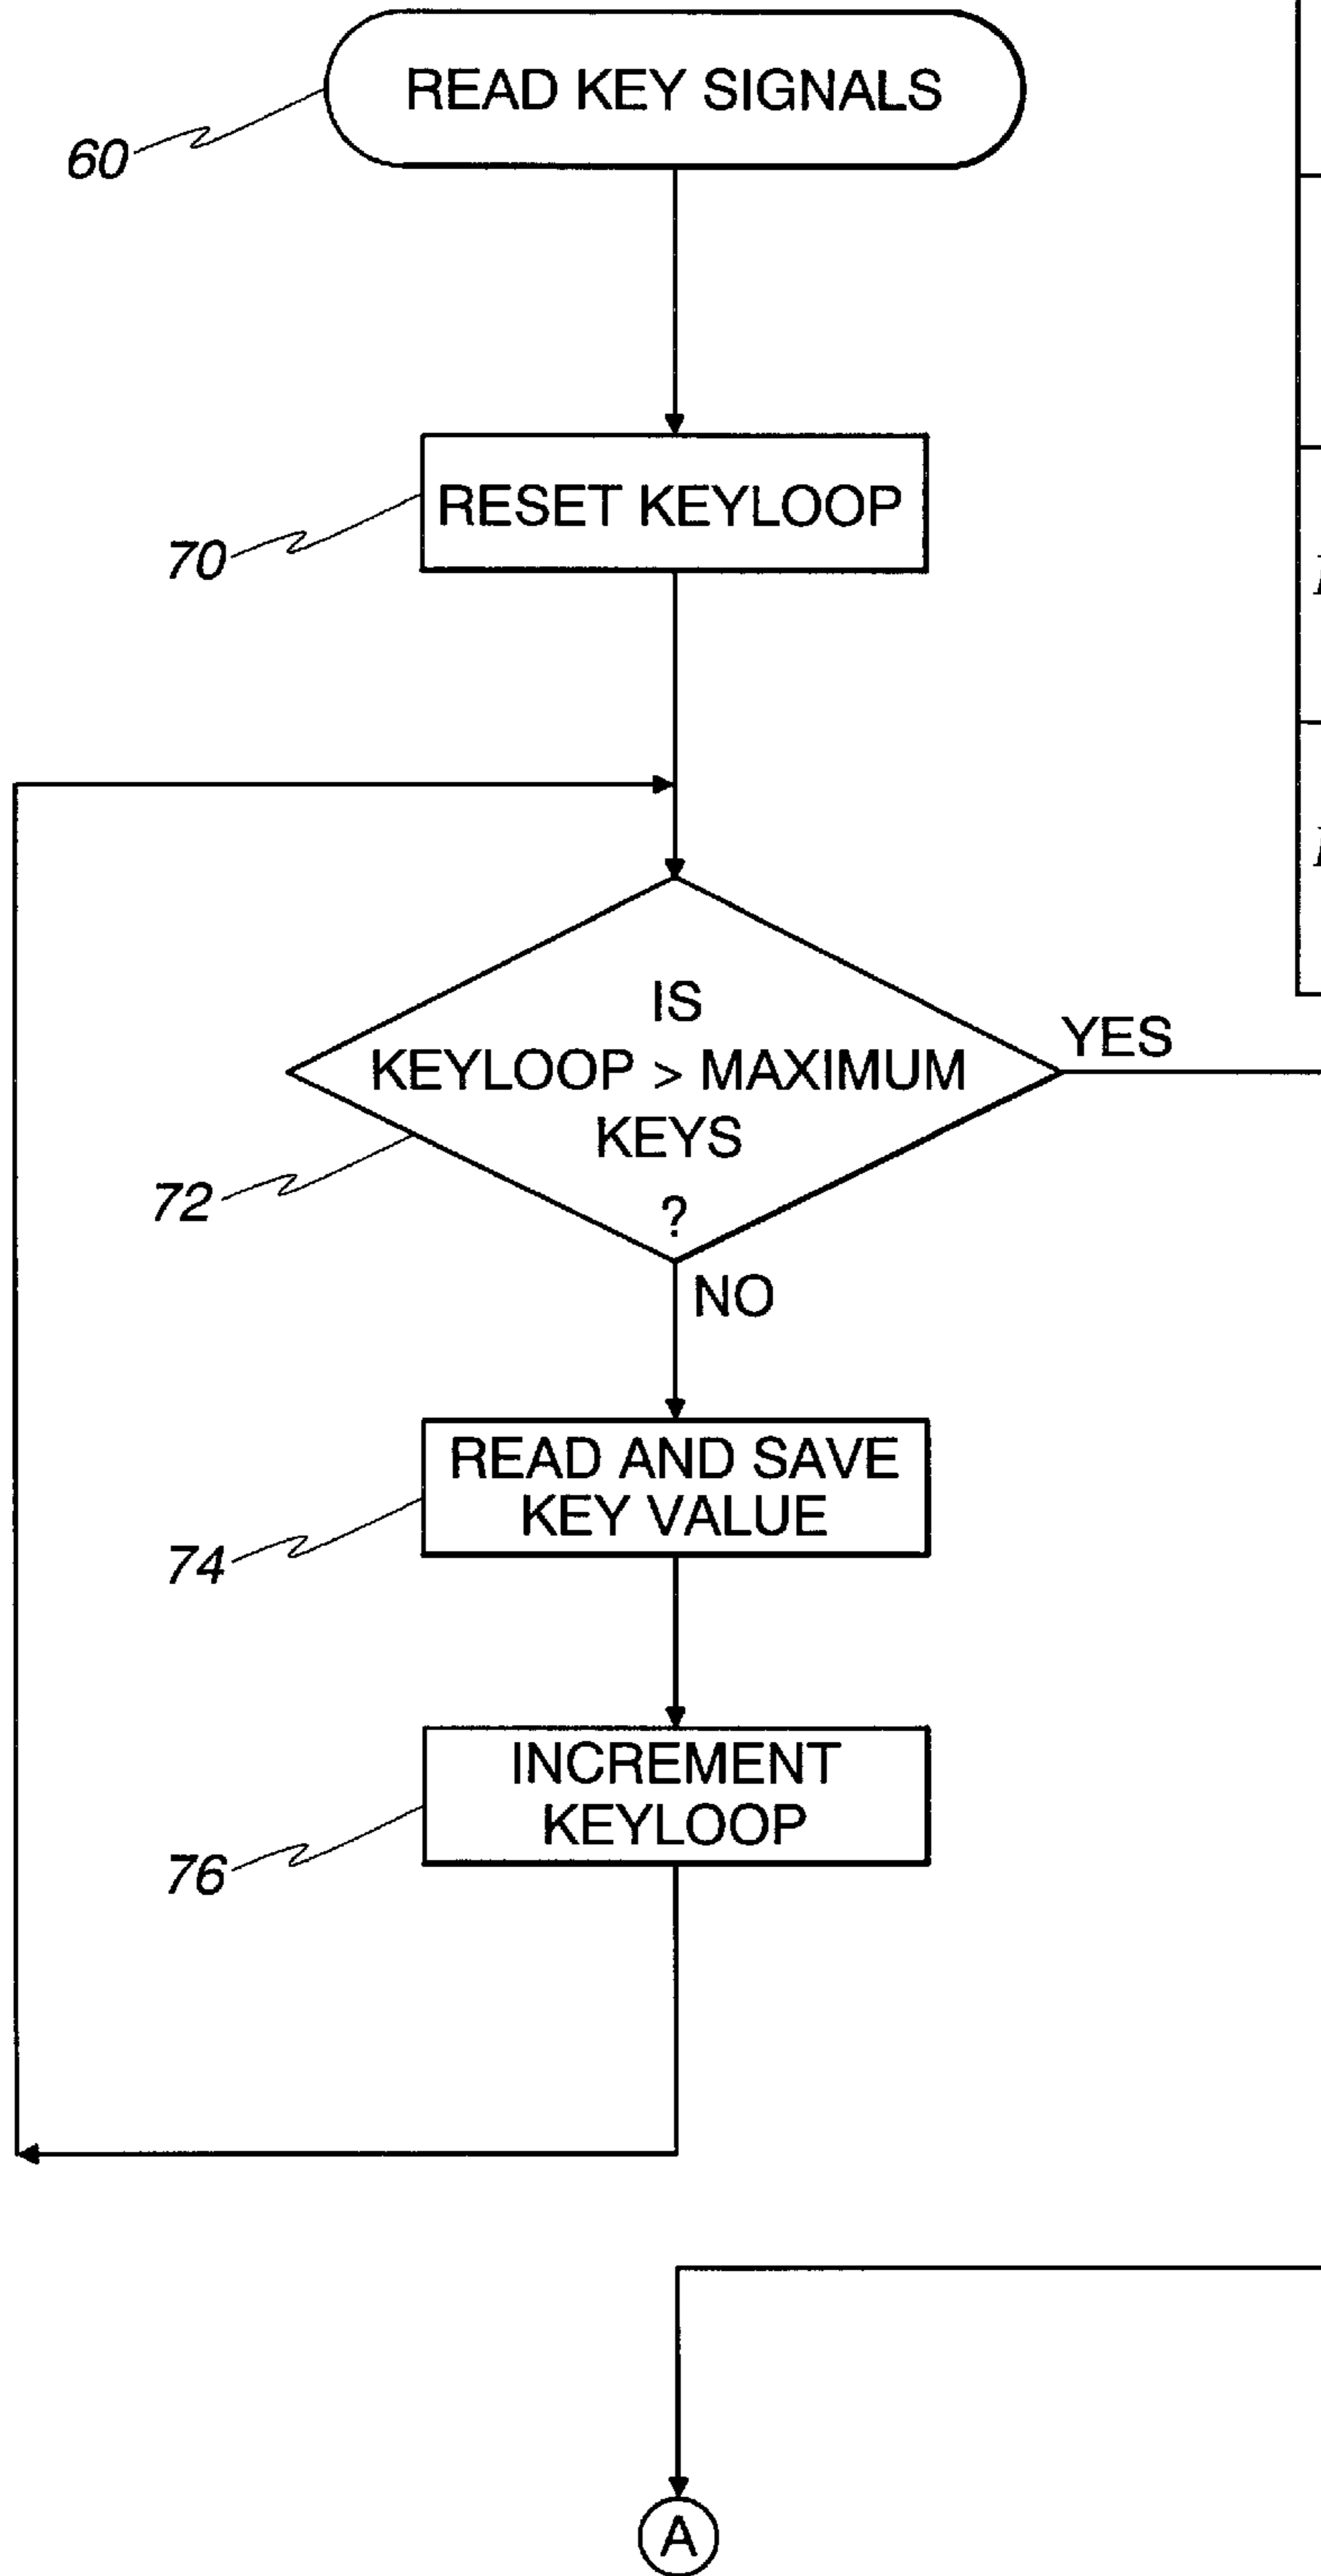 READ KEY SIGNALS
60
RESET KEYLOOP
70
IS
KEYLOOP > MAXIMUM
KEYS
?
YES
72
NO
READ AND SAVE
KEY VALUE
74
INCREMENT
KEYLOOP
76
A